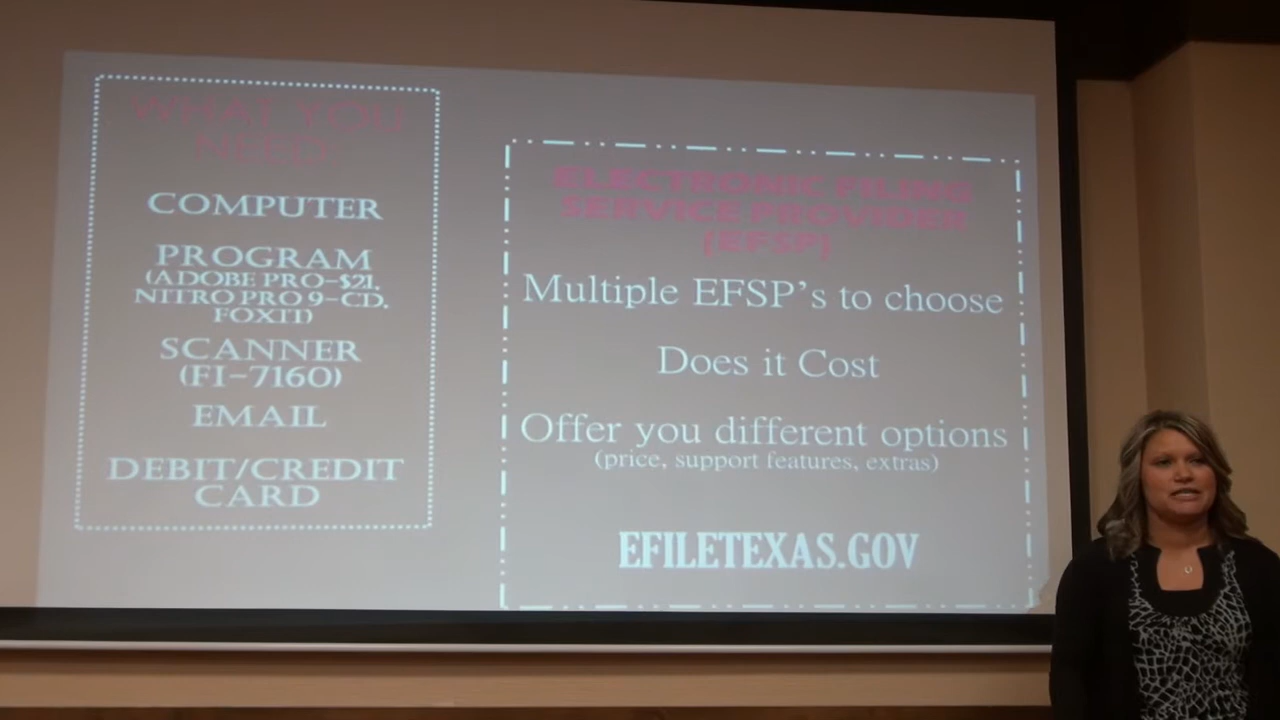 WHAT YOU
NEED:
COMPUTER
PROGRAM
(ADOBE PRO-$21,
NITRO PRO 9-CD,
FOXIT)
SCANNER
(FI-7160)
EMAIL
DEBIT/CREDIT
CARD
ELECTRONIC FILING
SERVICE PROVIDER
(EFSP)
Multiple EFSP's to choose
Does it Cost
Offer you different options
(price, support features, extras)
EFILETEXAS.GOV